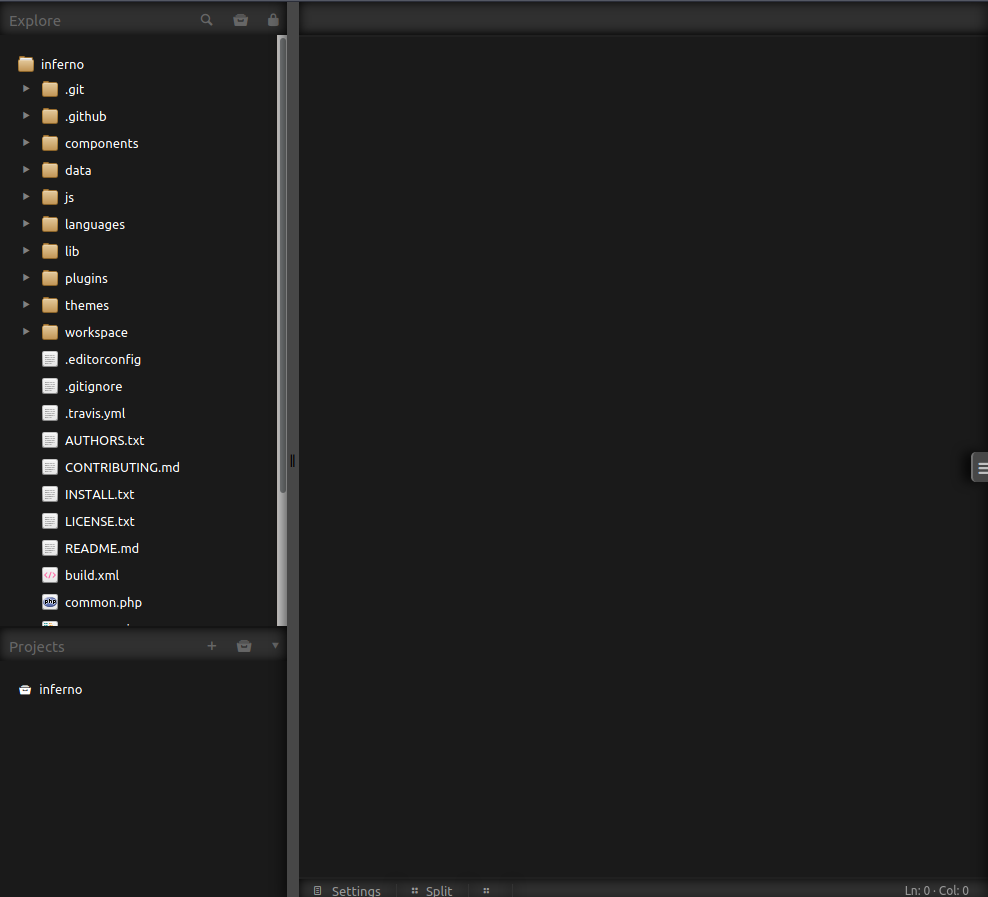 Explore
inferno
.git
.github
components
data
js
languages
lib
plugins
themes
workspace
.editorconfig
.gitignore
.travis.yml
AUTHORS.txt
CONTRIBUTING.md
INSTALL.txt
LICENSE.txt
README.md
build.xml
common.php
Projects
inferno
Settings
Split
Ln: 0 · Col: 0